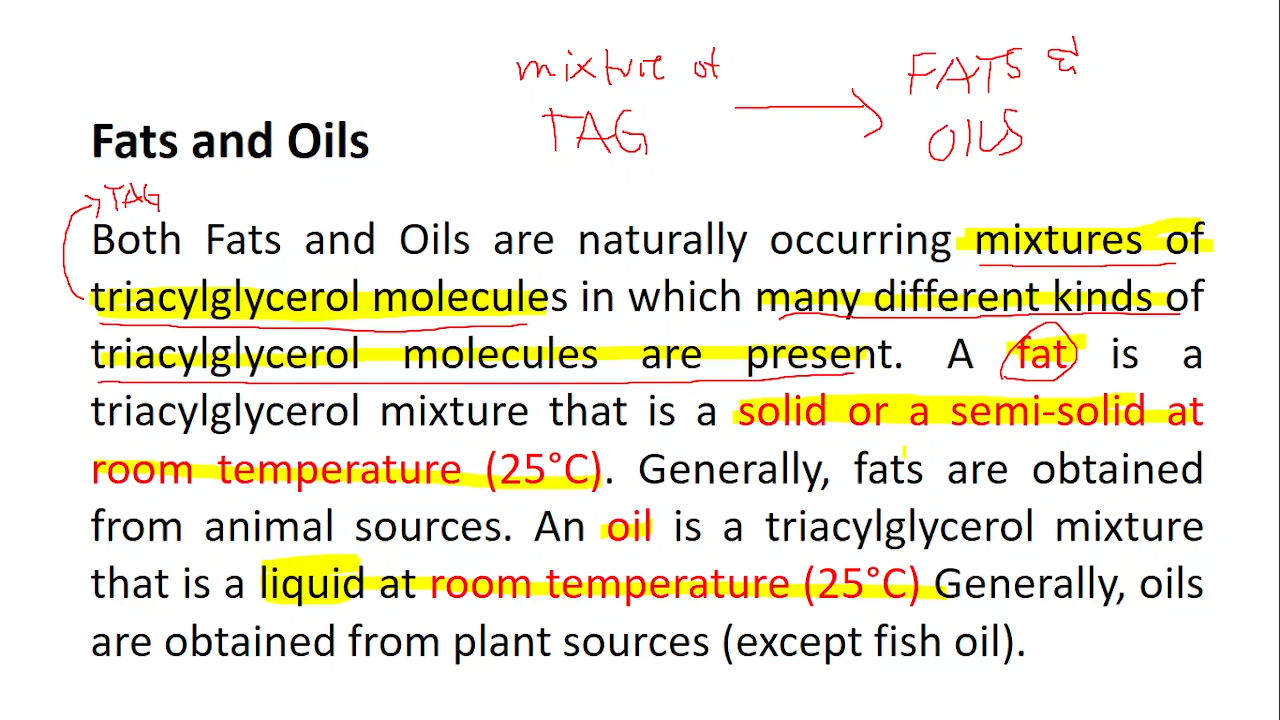 mixture of
TAG
FATS &
OILS
Fats and Oils
TAG
Both Fats and Oils are naturally occurring mixtures of
triacylglycerol molecules in which many different kinds of
triacylglycerol molecules are present. A fat is a
triacylglycerol mixture that is a solid or a semi-solid at
room temperature (25°C). Generally, fats are obtained
from animal sources. An oil is a triacylglycerol mixture
that is a liquid at room temperature (25°C) Generally, oils
are obtained from plant sources (except fish oil).